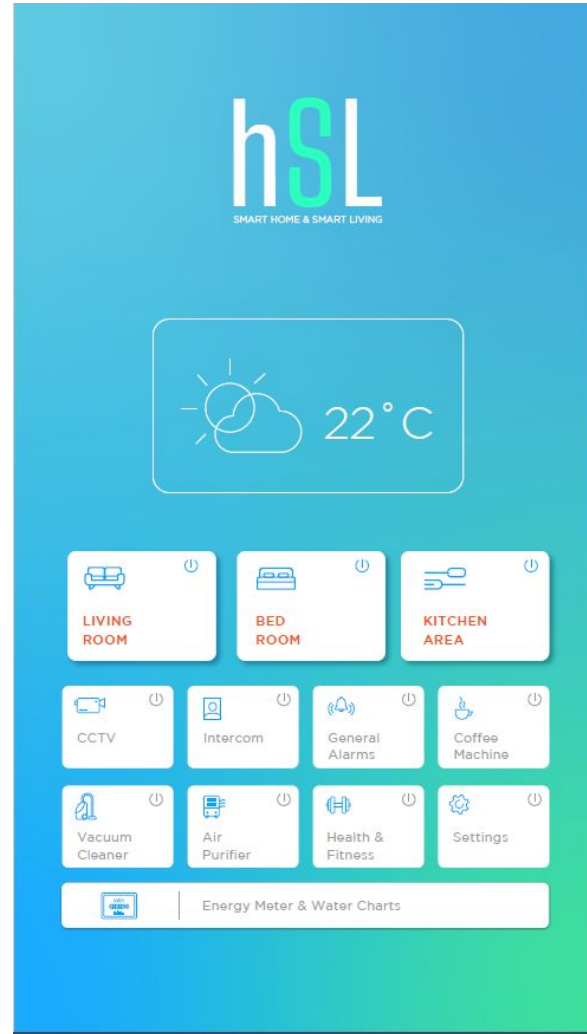 hSL
SMART HOME & SMART LIVING
22°C
LIVING
ROOM
BED
ROOM
KITCHEN
AREA
CCTV
Intercom
General
Alarms
Coffee
Machine
Vacuum
Cleaner
Air
Purifier
Health &
Fitness
Settings
Energy Meter & Water Charts